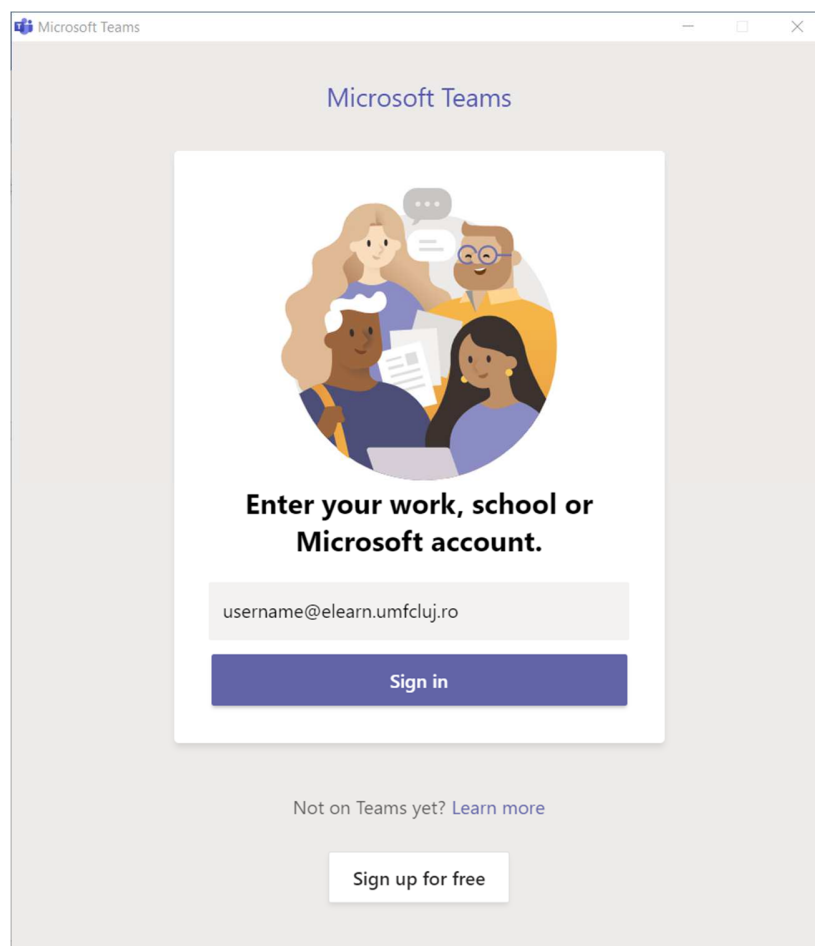 Microsoft Teams
Microsoft Teams
Enter your work, school or
Microsoft account.
username@elearn.umfcluj.ro
Sign in
Not on Teams yet? Learn more
Sign up for free